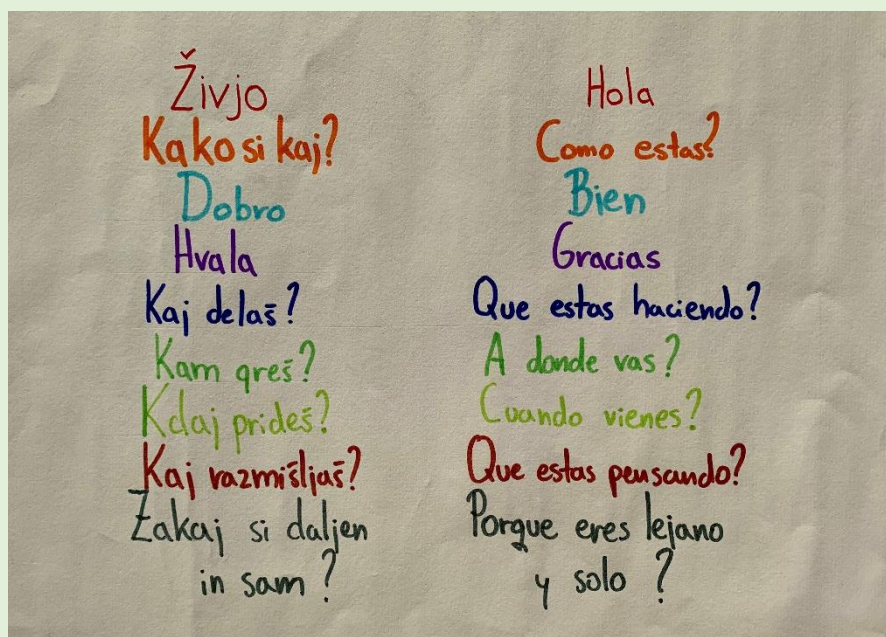 Živjo
Kako si kaj?
Dobro
Hvala
Kaj delaš?
Kam greš?
Kdaj prideš?
Kaj razmišljaš?
Zakaj si daljen
in sam?
Hola
Como estas?
Bien
Gracias
Que estas haciendo?
A donde vas?
Cuando vienes?
Que estas pensando?
Porque eres lejano
y solo?